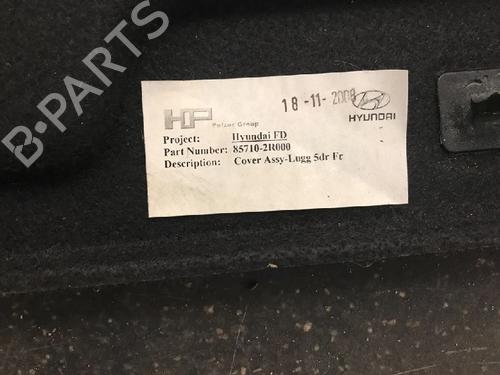 B-PARTS
HP
Pelzer Group
18-11-2008
HYUNDAI
Project: Hyundai FD
Part Number: 85710-2R000
Description: Cover Assy-Lugg 5dr Fr